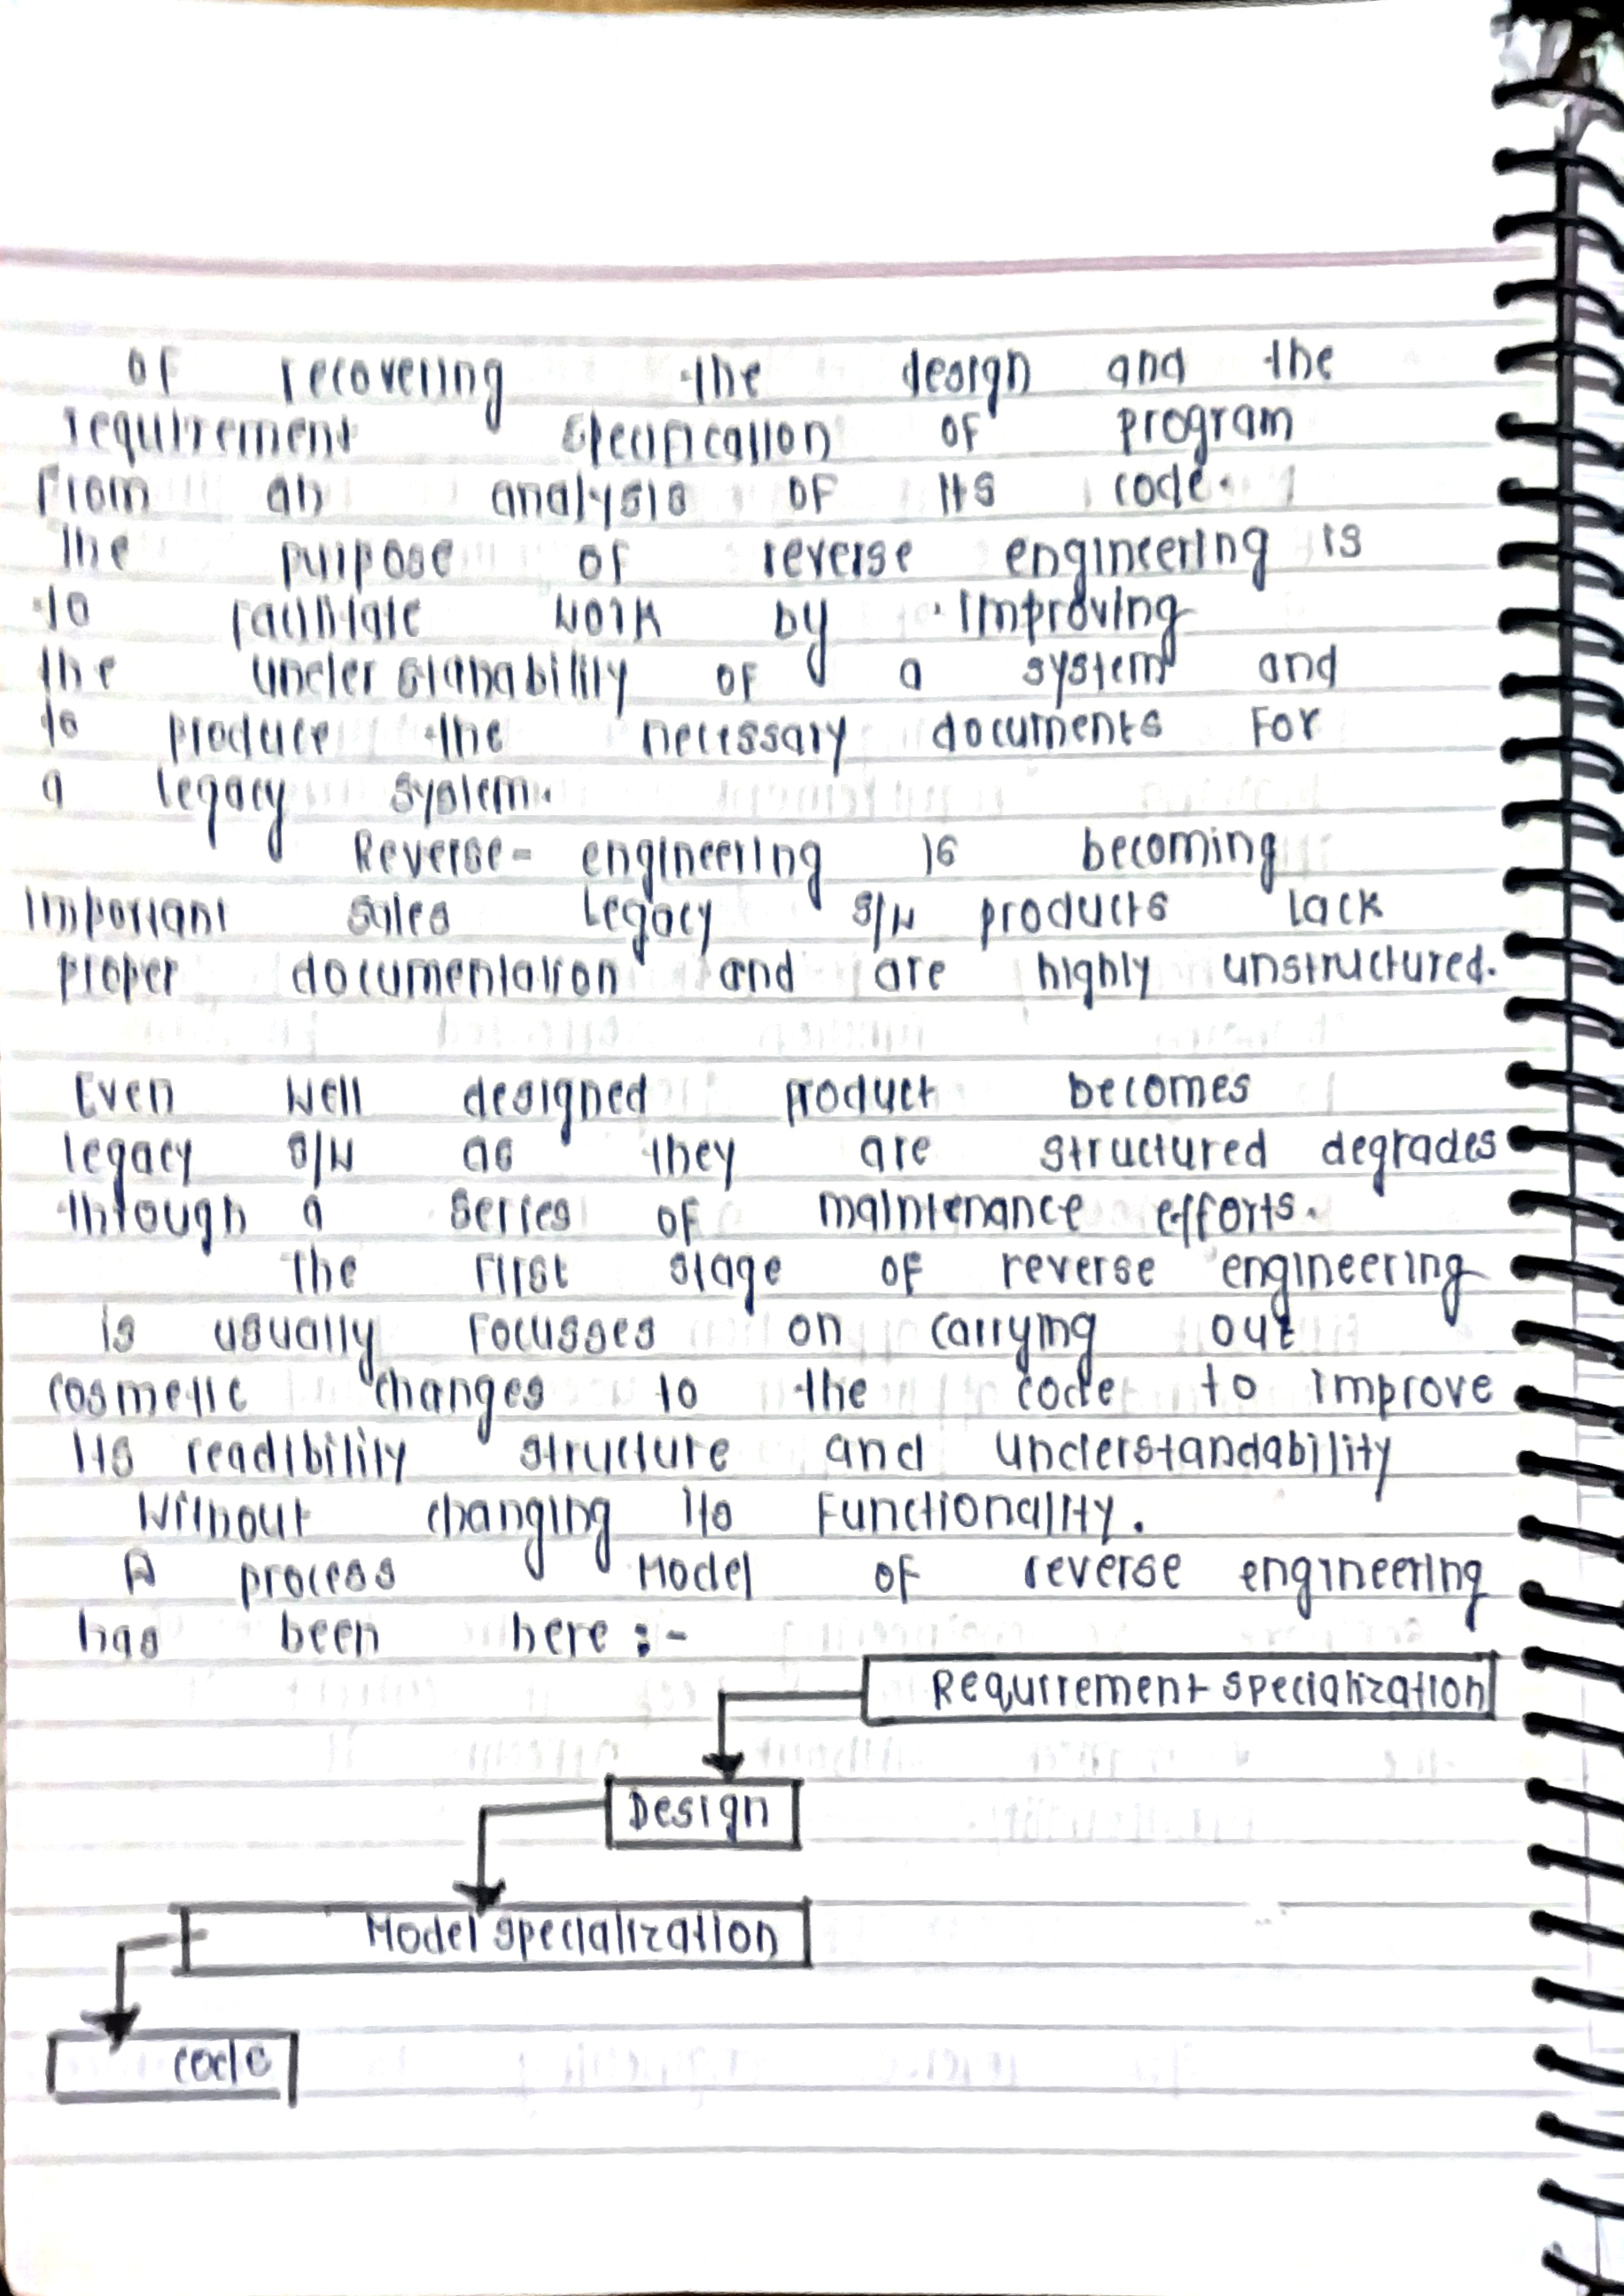 of recovering the design and the
requirement specification of program
From an analysis of its code.
The purpose of reverse engineering is
to facilitate work by improving
the understanability of a system and
to produce the necessary documents For
a legacy system.
Reverse- engineering is becoming
Important sales Legacy S/W products lack
proper documentation and are highly unstructured.
Even Well designed product becomes
legacy S/W as they are structured degrades
through a series of maintenance efforts.
The First stage of reverse engineering
is usually Focusses on carrying out
cosmetic changes to the code to improve
Its readibility structure and understandability
Without changing its Functionality.
A process Model of reverse engineering
has been here :-
Requirement specialization
Design
Model specialization
code